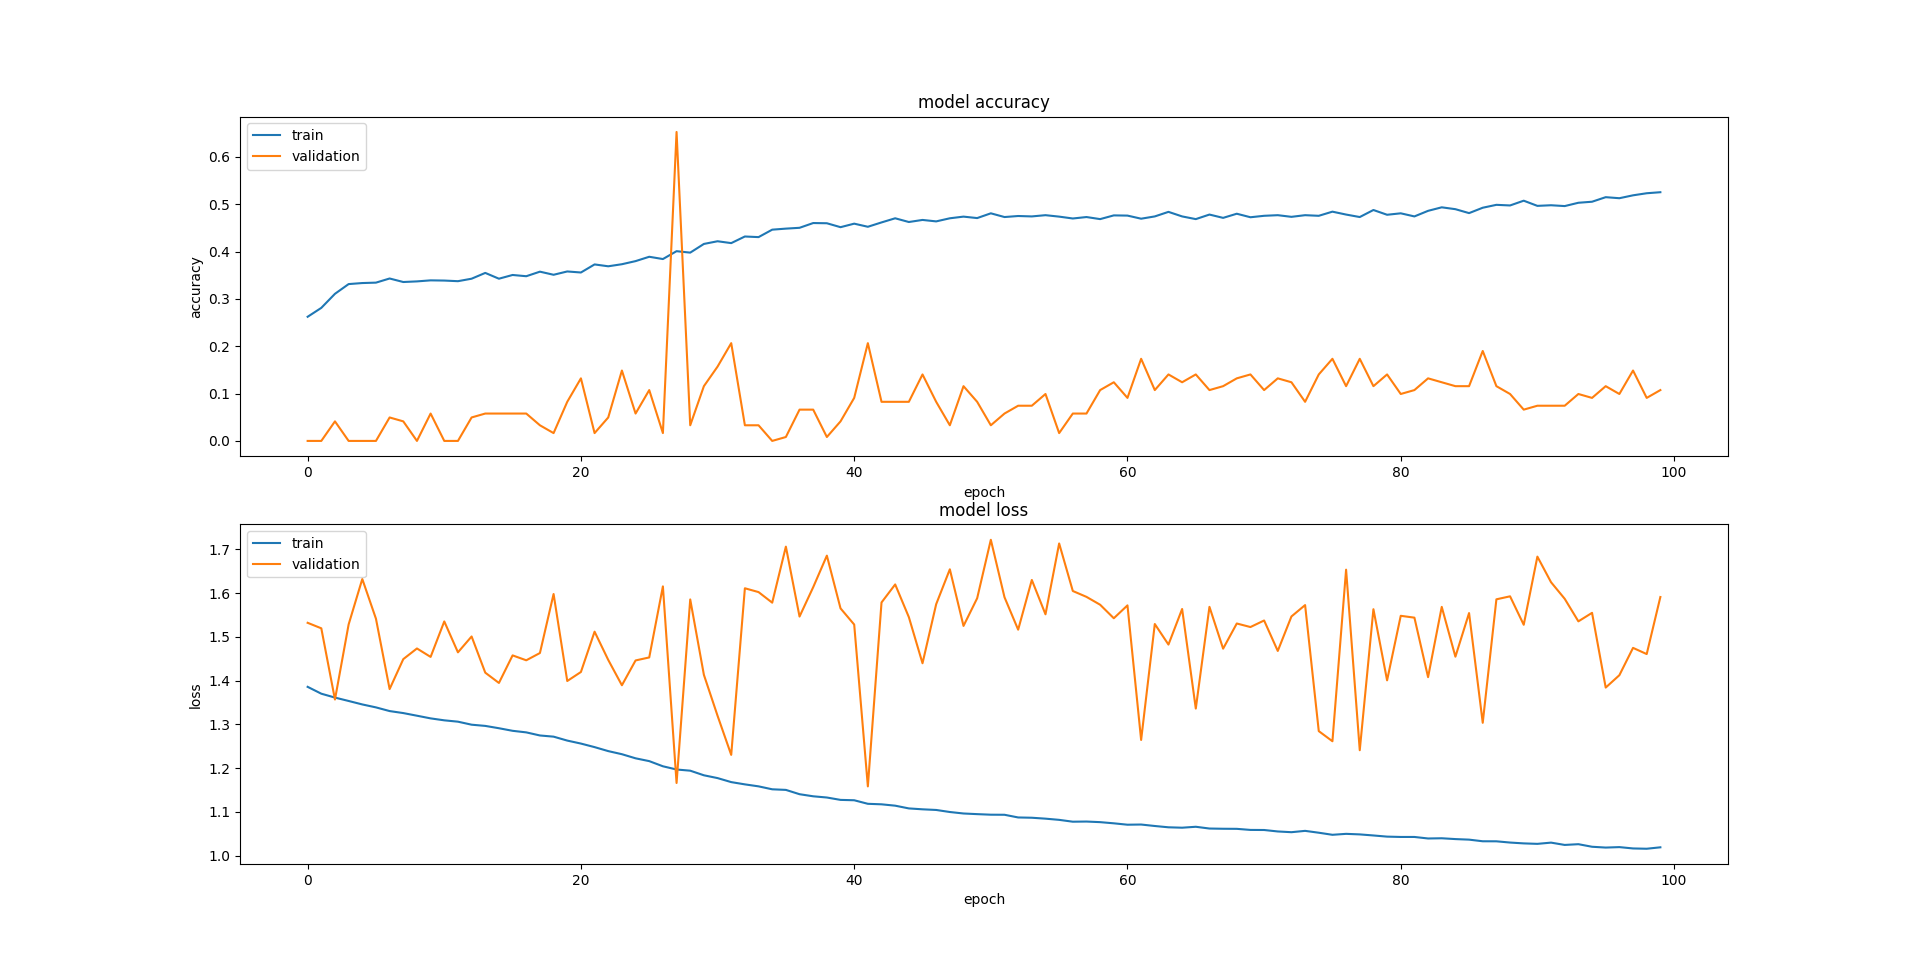 model accuracy
train
validation
0.6
0.5
0.4
0.3
0.2
0.1
0.0
accuracy
0 20 40 60 80 100
epoch
model loss
train
validation
1.7
1.6
1.5
1.4
1.3
1.2
1.1
1.0
loss
0 20 40 60 80 100
epoch